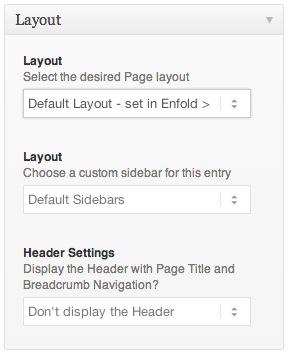 Layout
Layout
Select the desired Page layout
Default Layout - set in Enfold >
Layout
Choose a custom sidebar for this entry
Default Sidebars
Header Settings
Display the Header with Page Title and
Breadcrumb Navigation?
Don't display the Header